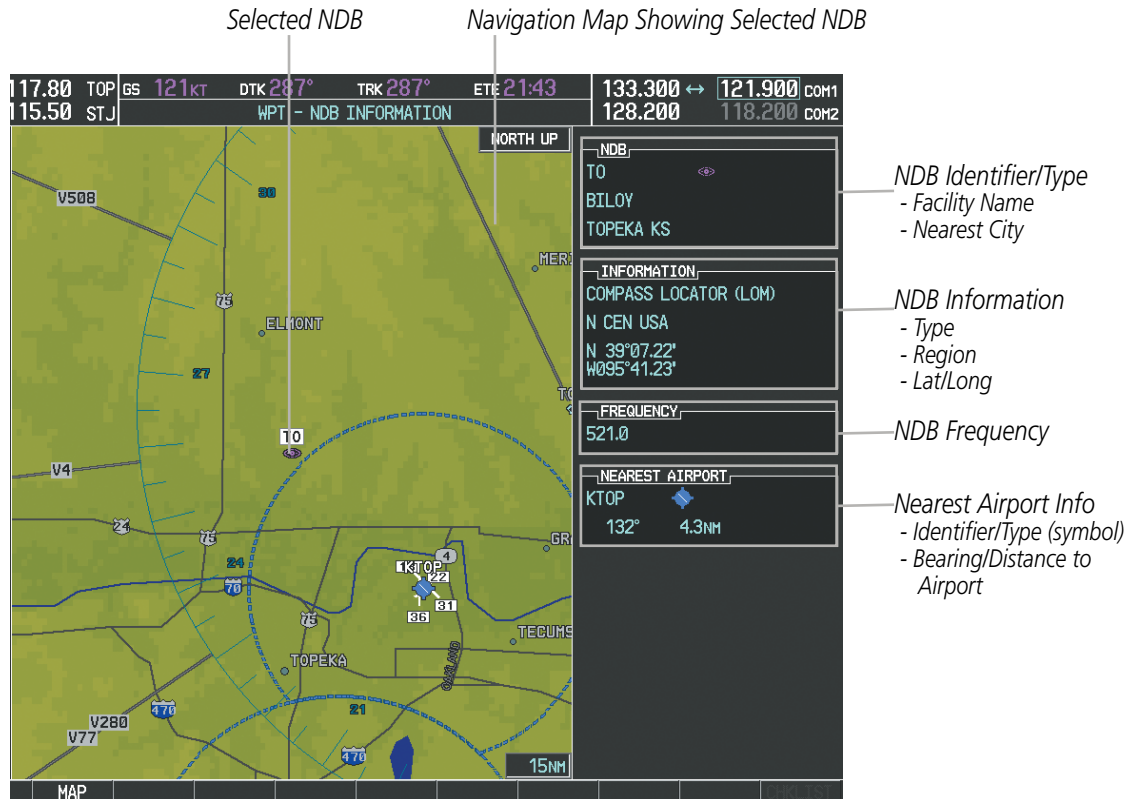 Selected NDB
Navigation Map Showing Selected NDB
117.80 TOP GS 121KT DTK 287° TRK 287° ETE 21:43 133.300 ↔ 121.900 COM1
115.50 STJ WPT - NDB INFORMATION 128.200 118.200 COM2
NORTH UP
30
V508
MER
75
ELMONT
27
TO
TO
V4
24
75
GR
24
4
KTOP
22
70
31
36
75
TECUMS
TOPEKA
OAKLAND
21
470
V280
V77
470
15NM
NDB
TO
BILOY
TOPEKA KS
INFORMATION
COMPASS LOCATOR (LOM)
N CEN USA
N 39°07.22'
W095°41.23'
FREQUENCY
521.0
NEAREST AIRPORT
KTOP
132° 4.3NM
MAP
CHKLIST
NDB Identifier/Type
- Facility Name
- Nearest City
NDB Information
- Type
- Region
- Lat/Long
NDB Frequency
Nearest Airport Info
- Identifier/Type (symbol)
- Bearing/Distance to
Airport